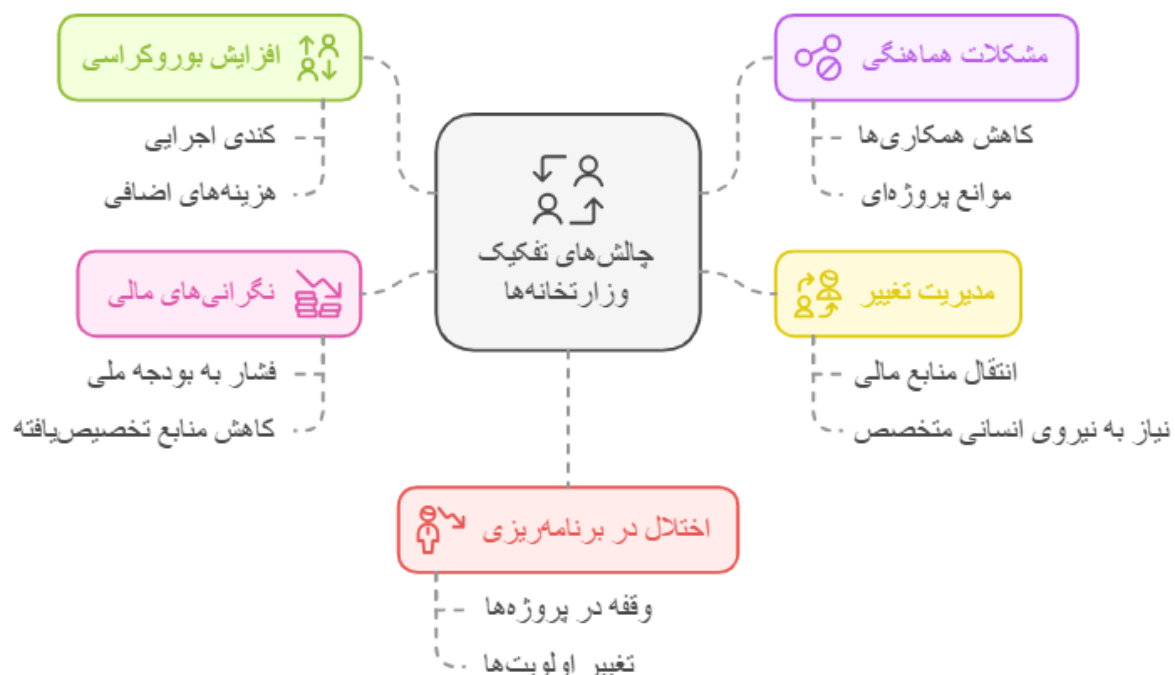 مشکلات هماهنگی
کاهش همکاری‌ها
موانع پروژه‌ای
افزایش بوروکراسی
کندی اجرایی
هزینه‌های اضافی
چالش‌های تفکیک
وزارتخانه‌ها
مدیریت تغییر
انتقال منابع مالی
نیاز به نیروی انسانی متخصص
نگرانی‌های مالی
فشار به بودجه ملی
کاهش منابع تخصیص‌یافته
اختلال در برنامه‌ریزی
وقفه در پروژه‌ها
تغییر اولویت‌ها